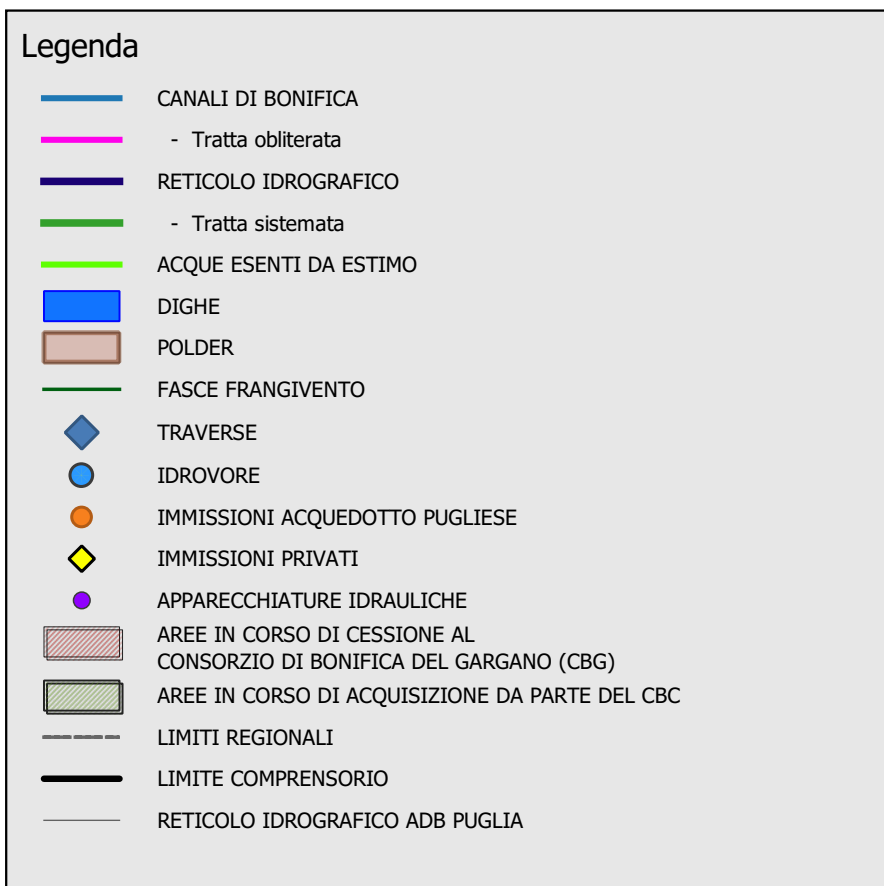 Legenda
CANALI DI BONIFICA
- Tratta obliterata
RETICOLO IDROGRAFICO
- Tratta sistemata
ACQUE ESENTI DA ESTIMO
DIGHE
POLDER
FASCE FRANGIVENTO
TRAVERSE
IDROVORE
IMMISSIONI ACQUEDOTTO PUGLIESE
IMMISSIONI PRIVATI
APPARECCHIATURE IDRAULICHE
AREE IN CORSO DI CESSIONE AL
CONSORZIO DI BONIFICA DEL GARGANO (CBG)
AREE IN CORSO DI ACQUISIZIONE DA PARTE DEL CBC
LIMITI REGIONALI
LIMITE COMPRENSORIO
RETICOLO IDROGRAFICO ADB PUGLIA